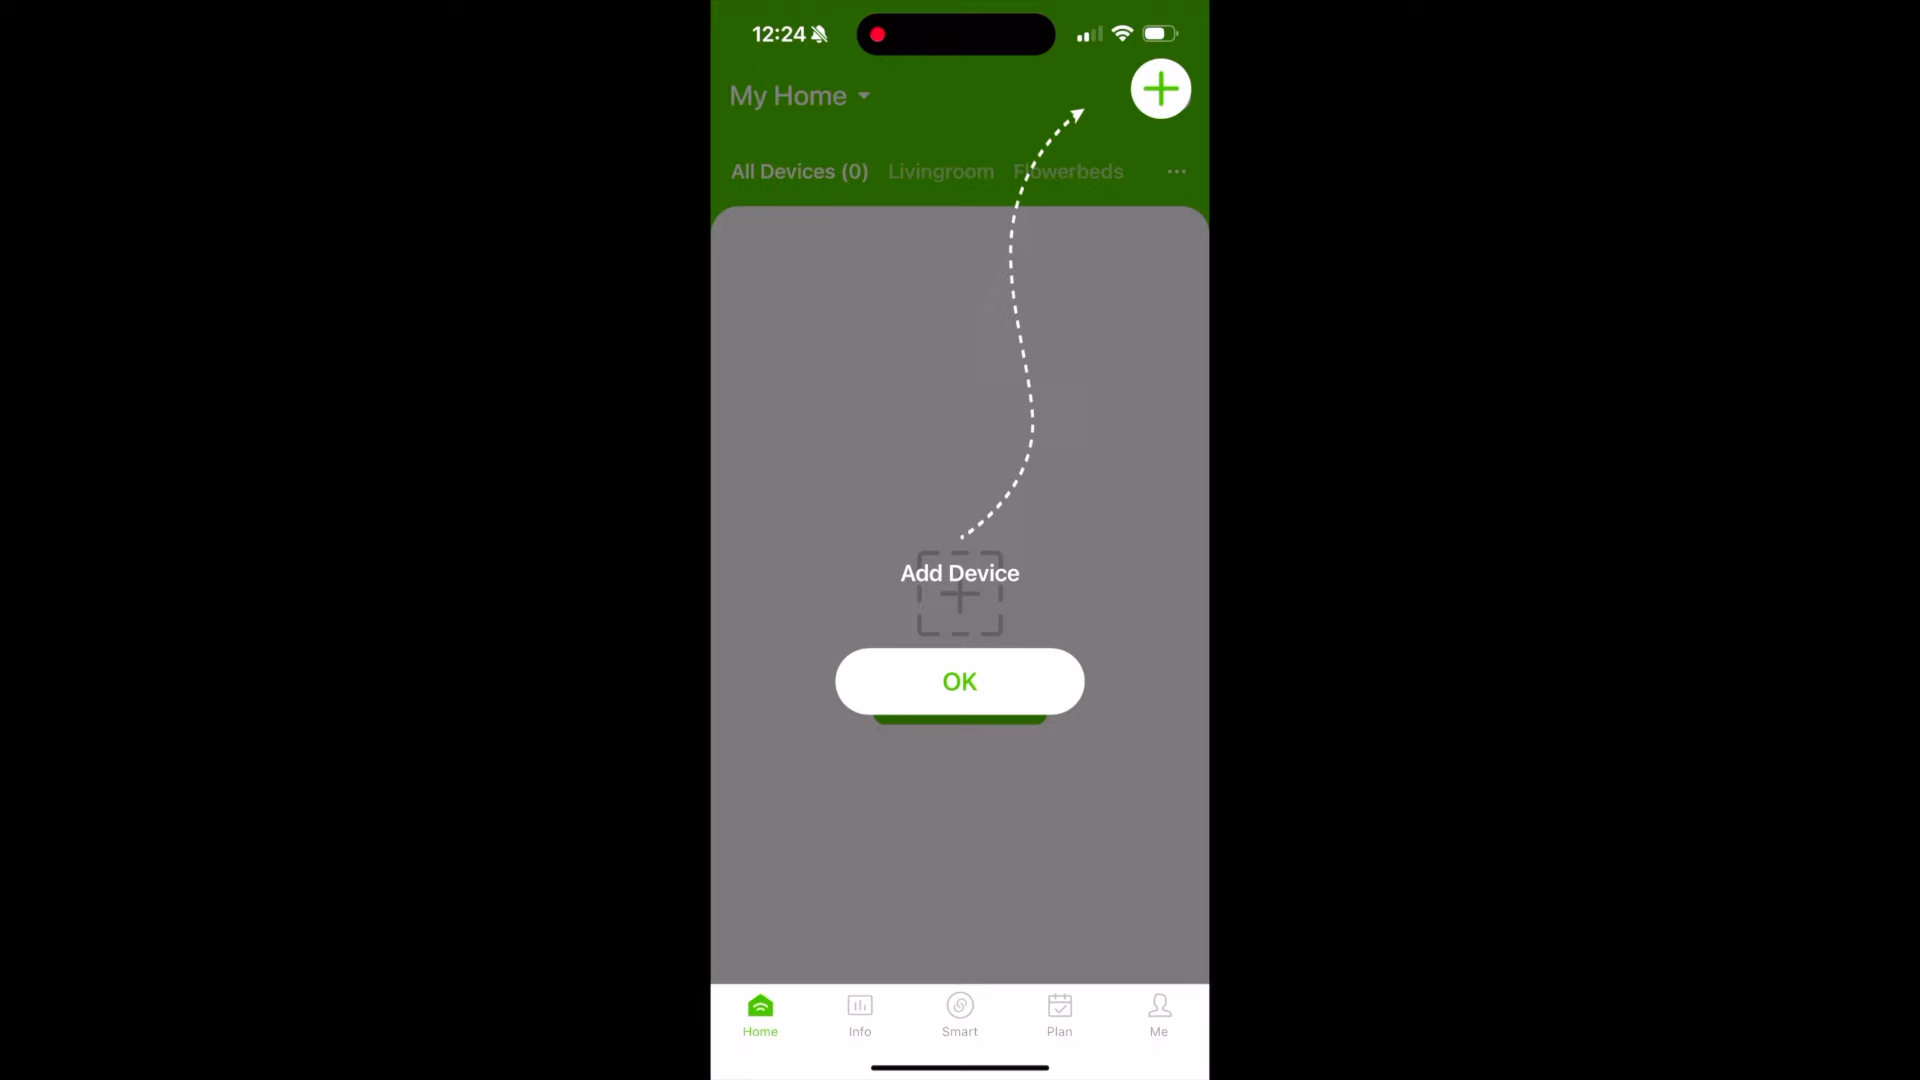 12:24
My Home
All Devices (0) Livingroom Flowerbeds ...
Add Device
OK
Home Info Smart Plan Me